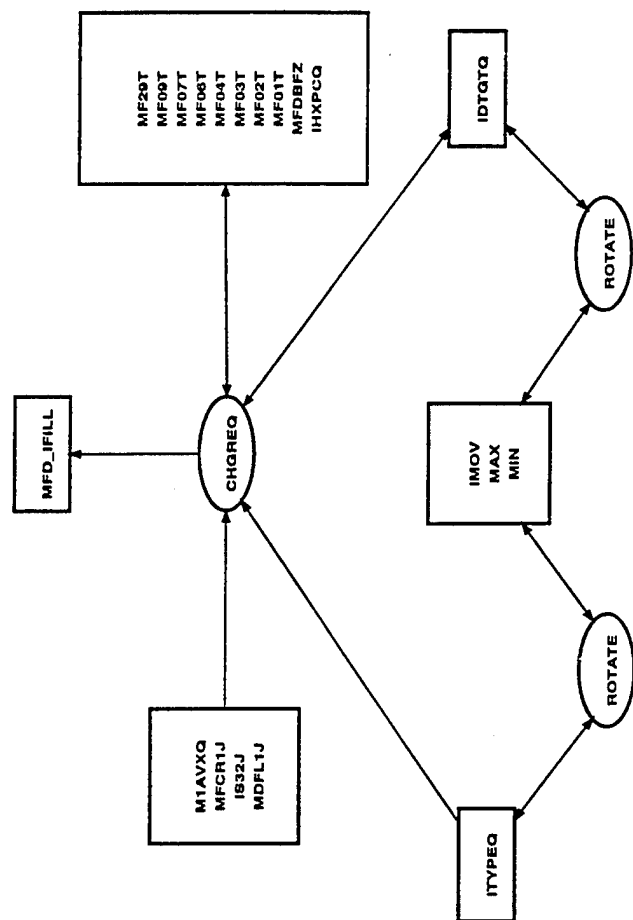 MFD_IFILL
M1AVXQ
MFCR1J
IS32J
MDFL1J
CHGREQ
MF29T
MF09T
MF07T
MF06T
MF04T
MF03T
MF02T
MF01T
MFDBFZ
IHXPCQ
ITYPEQ
IMOV
MAX
MIN
IDTGTQ
ROTATE
ROTATE